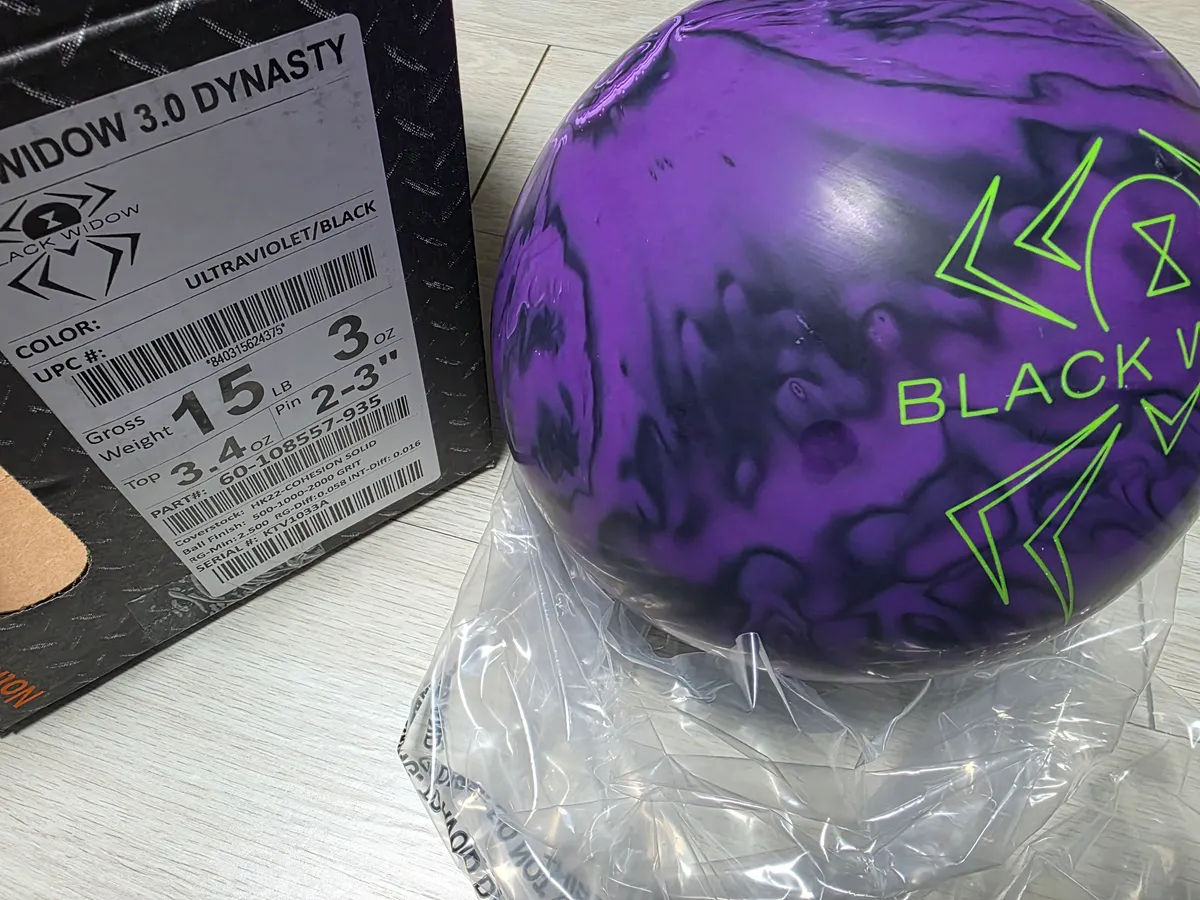 WIDOW 3.0 DYNASTY
LACK WIDOW
COLOR:
ULTRAVIOLET/BLACK
UPC #:
*840315624375*
Gross Weight 15 LB 3 OZ
Top 3.4 OZ Pin 2-3"
PART#: 60-108557-935
Coverstock: HK22-COHESION SOLID
Ball Finish: 500-1000-2000 GRIT
RG-Min:2.500 RG-Diff:0.058 INT-Diff: 0.016
SERIAL #: KTV1033A
BLACK W